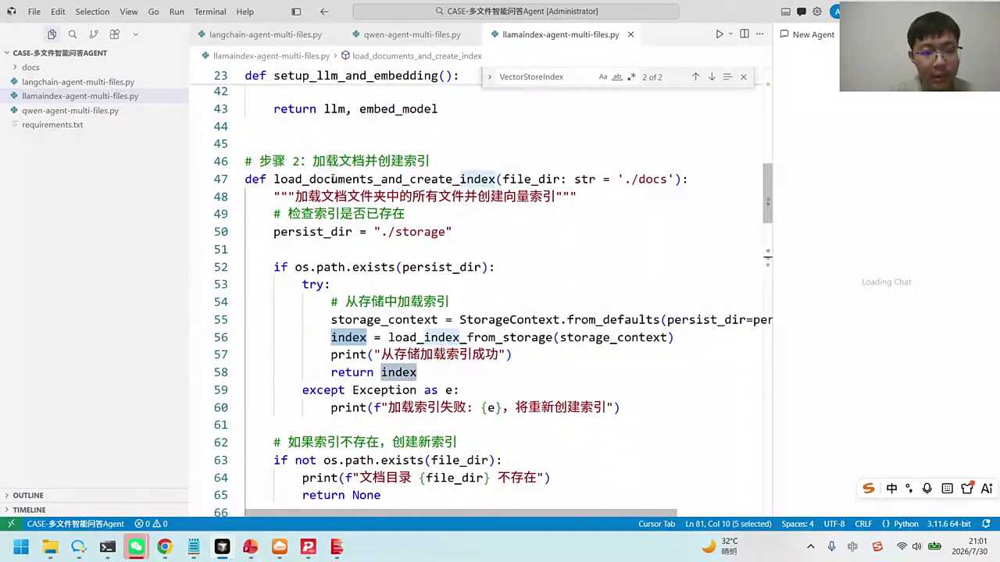 File Edit Selection View Go Run Terminal Help
CASE-多文件智能问答Agent [Administrator]
langchain-agent-multi-files.py
qwen-agent-multi-files.py
llamaindex-agent-multi-files.py
New Agent
CASE-多文件智能问答AGENT
docs
langchain-agent-multi-files.py
llamaindex-agent-multi-files.py
qwen-agent-multi-files.py
requirements.txt
OUTLINE
TIMELINE
llamaindex-agent-multi-files.py > load_documents_and_create_index
VectorStoreIndex
Aa ab .* 2 of 2
23 def setup_llm_and_embedding():
42
43 return llm, embed_model
44
45
46 # 步骤 2: 加载文档并创建索引
47 def load_documents_and_create_index(file_dir: str = './docs'):
48 """加载文档文件夹中的所有文件并创建向量索引"""
49 # 检查索引是否已存在
50 persist_dir = "./storage"
51
52 if os.path.exists(persist_dir):
53 try:
54 # 从存储中加载索引
55 storage_context = StorageContext.from_defaults(persist_dir=per
56 index = load_index_from_storage(storage_context)
57 print("从存储加载索引成功")
58 return index
59 except Exception as e:
60 print(f"加载索引失败: {e}，将重新创建索引")
61
62 # 如果索引不存在，创建新索引
63 if not os.path.exists(file_dir):
64 print(f"文档目录 {file_dir} 不存在")
65 return None
66
Loading Chat
中
CASE-多文件智能问答Agent
0 0
Cursor Tab
Ln 81, Col 10 (5 selected)
Spaces: 4
UTF-8
CRLF
{} Python
3.11.6 64-bit
32°C
晴朗
21:01
2026/7/30